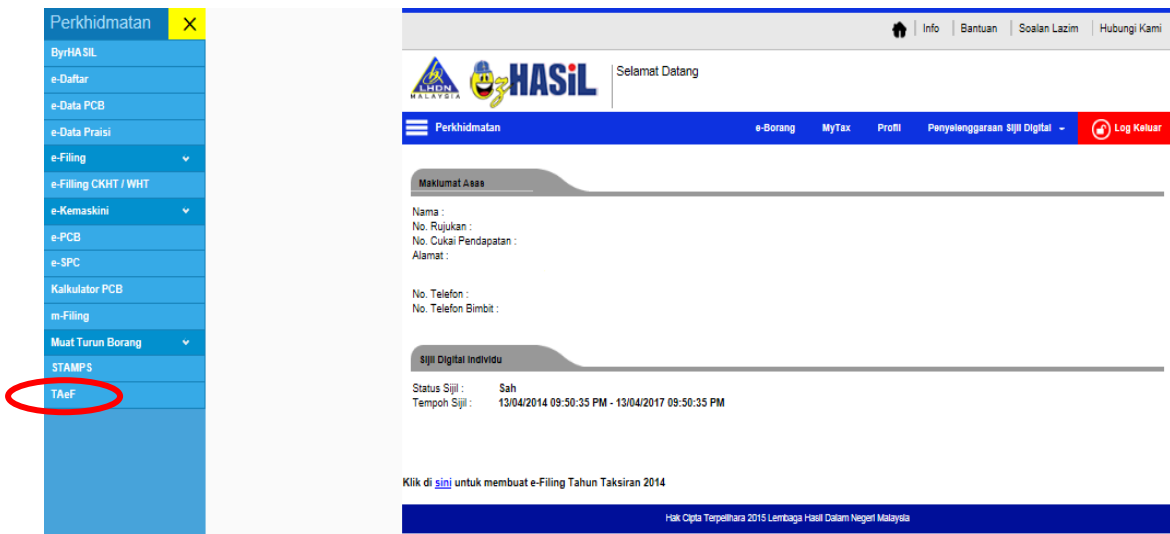 Perkhidmatan X
ByrHASIL
e-Daftar
e-Data PCB
e-Data Praisi
e-Filing
e-Filling CKHT / WHT
e-Kemaskini
e-PCB
e-SPC
Kalkulator PCB
m-Filing
Muat Turun Borang
STAMPS
TAeF
Info | Bantuan | Soalan Lazim | Hubungi Kami
LHDN
MALAYSIA
EzHASiL
Selamat Datang
Perkhidmatan e-Borang MyTax Profil Penyelenggaraan Sijil Digital Log Keluar
Maklumat Asas
Nama :
No. Rujukan :
No. Cukai Pendapatan :
Alamat :
No. Telefon :
No. Telefon Bimbit :
Sijil Digital Individu
Status Sijil : Sah
Tempoh Sijil : 13/04/2014 09:50:35 PM - 13/04/2017 09:50:35 PM
Klik di sini untuk membuat e-Filing Tahun Taksiran 2014
Hak Cipta Terpelihara 2015 Lembaga Hasil Dalam Negeri Malaysia